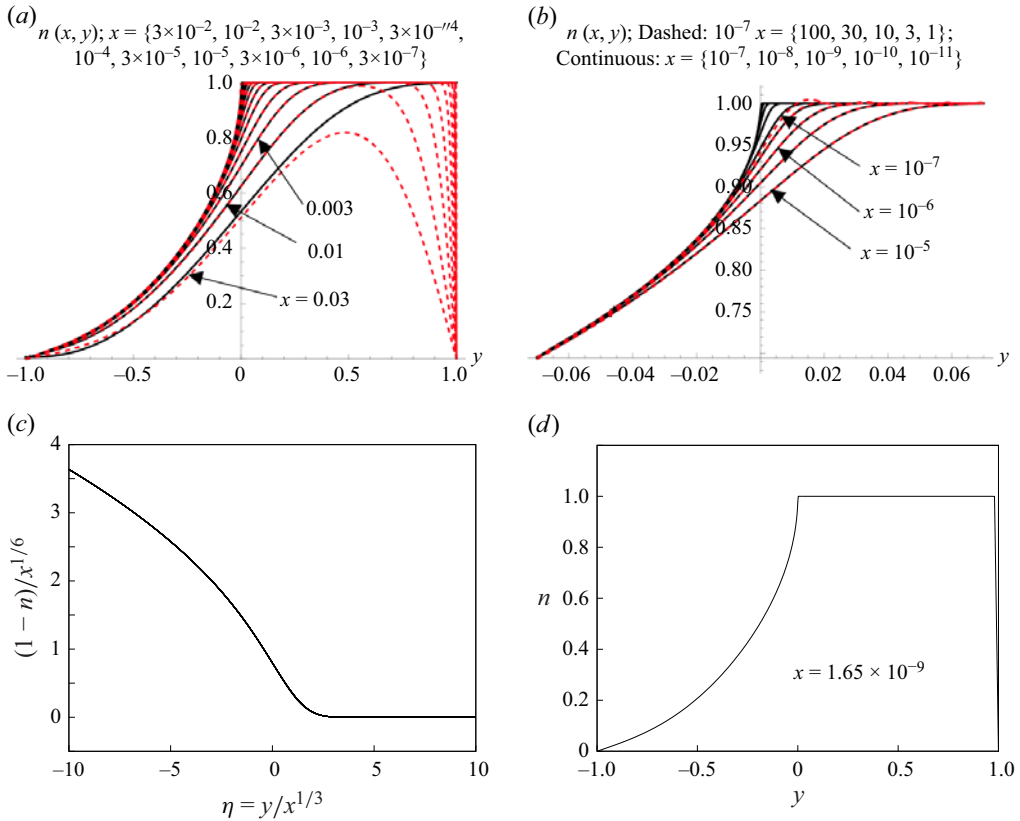 (a)
n (x, y); x = {3×10⁻², 10⁻², 3×10⁻³, 10⁻³, 3×10⁻″⁴,
10⁻⁴, 3×10⁻⁵, 10⁻⁵, 3×10⁻⁶, 10⁻⁶, 3×10⁻⁷}
1.0
0.8
0.6
0.4
0.2
0.003
0.01
x = 0.03
y
–1.0
–0.5
0
0.5
1.0
(b)
n (x, y); Dashed: 10⁻⁷ x = {100, 30, 10, 3, 1};
Continuous: x = {10⁻⁷, 10⁻⁸, 10⁻⁹, 10⁻¹⁰, 10⁻¹¹}
1.00
0.95
0.90
0.85
0.80
0.75
x = 10⁻⁷
x = 10⁻⁶
x = 10⁻⁵
y
–0.06
–0.04
–0.02
0.02
0.04
0.06
(c)
4
3
2
1
0
(1 – n)/x^{1/6}
–10
–5
0
5
10
η = y/x^{1/3}
(d)
1.0
0.8
0.6
0.4
0.2
0
n
x = 1.65 × 10⁻⁹
–1.0
–0.5
0
0.5
1.0
y